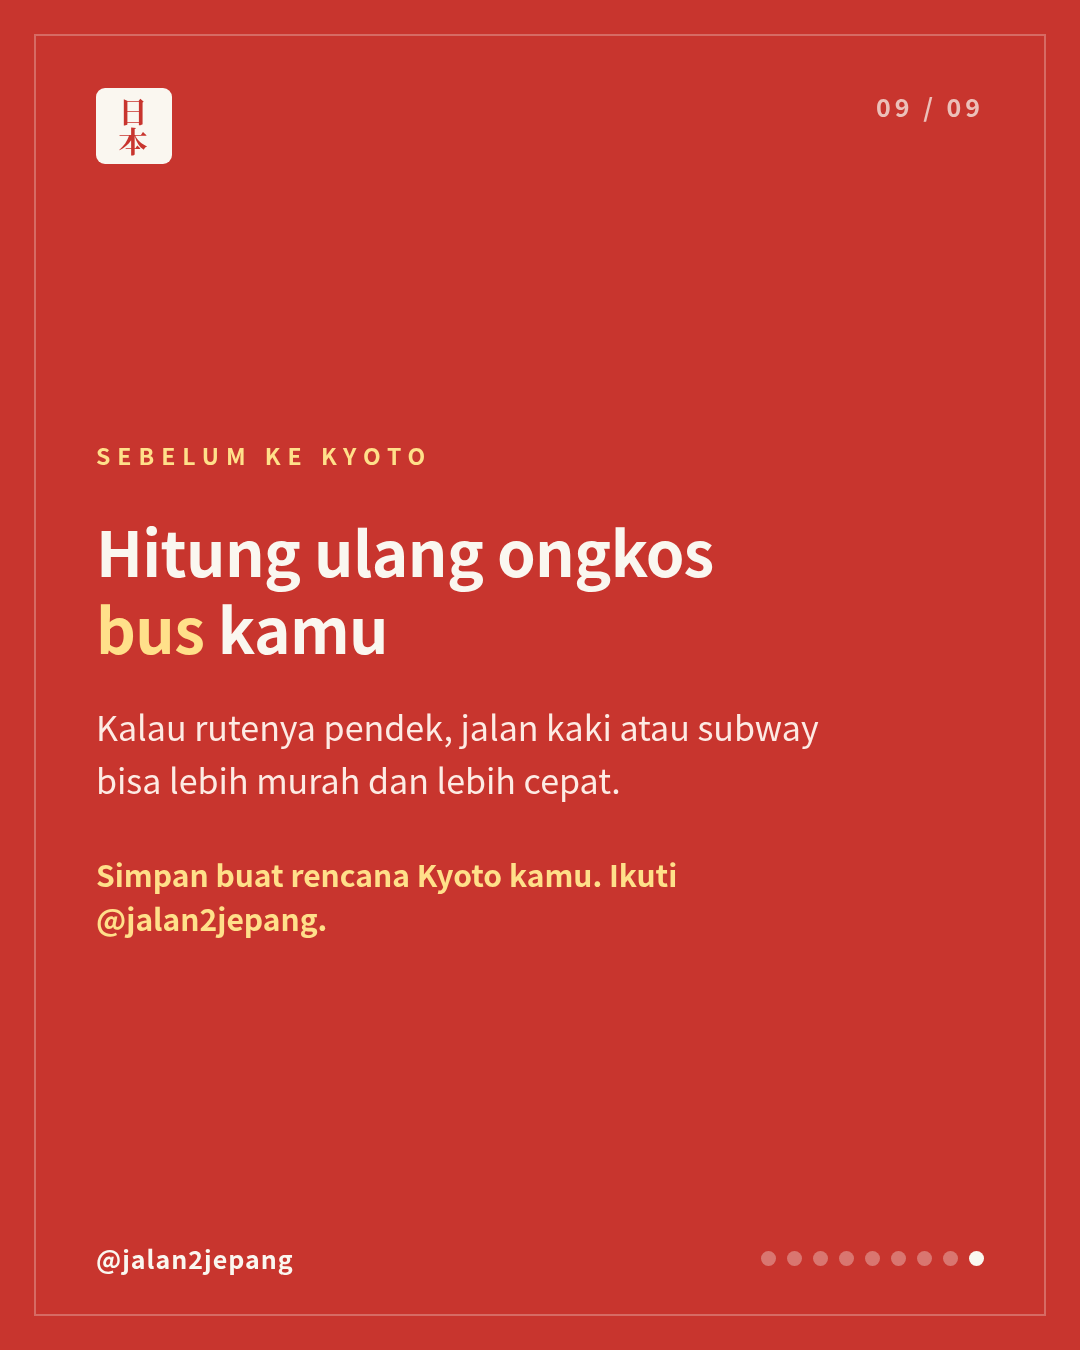 日本
09 / 09
SEBELUM KE KYOTO
Hitung ulang ongkos
bus kamu
Kalau rutenya pendek, jalan kaki atau subway
bisa lebih murah dan lebih cepat.
Simpan buat rencana Kyoto kamu. Ikuti
@jalan2jepang.
@jalan2jepang